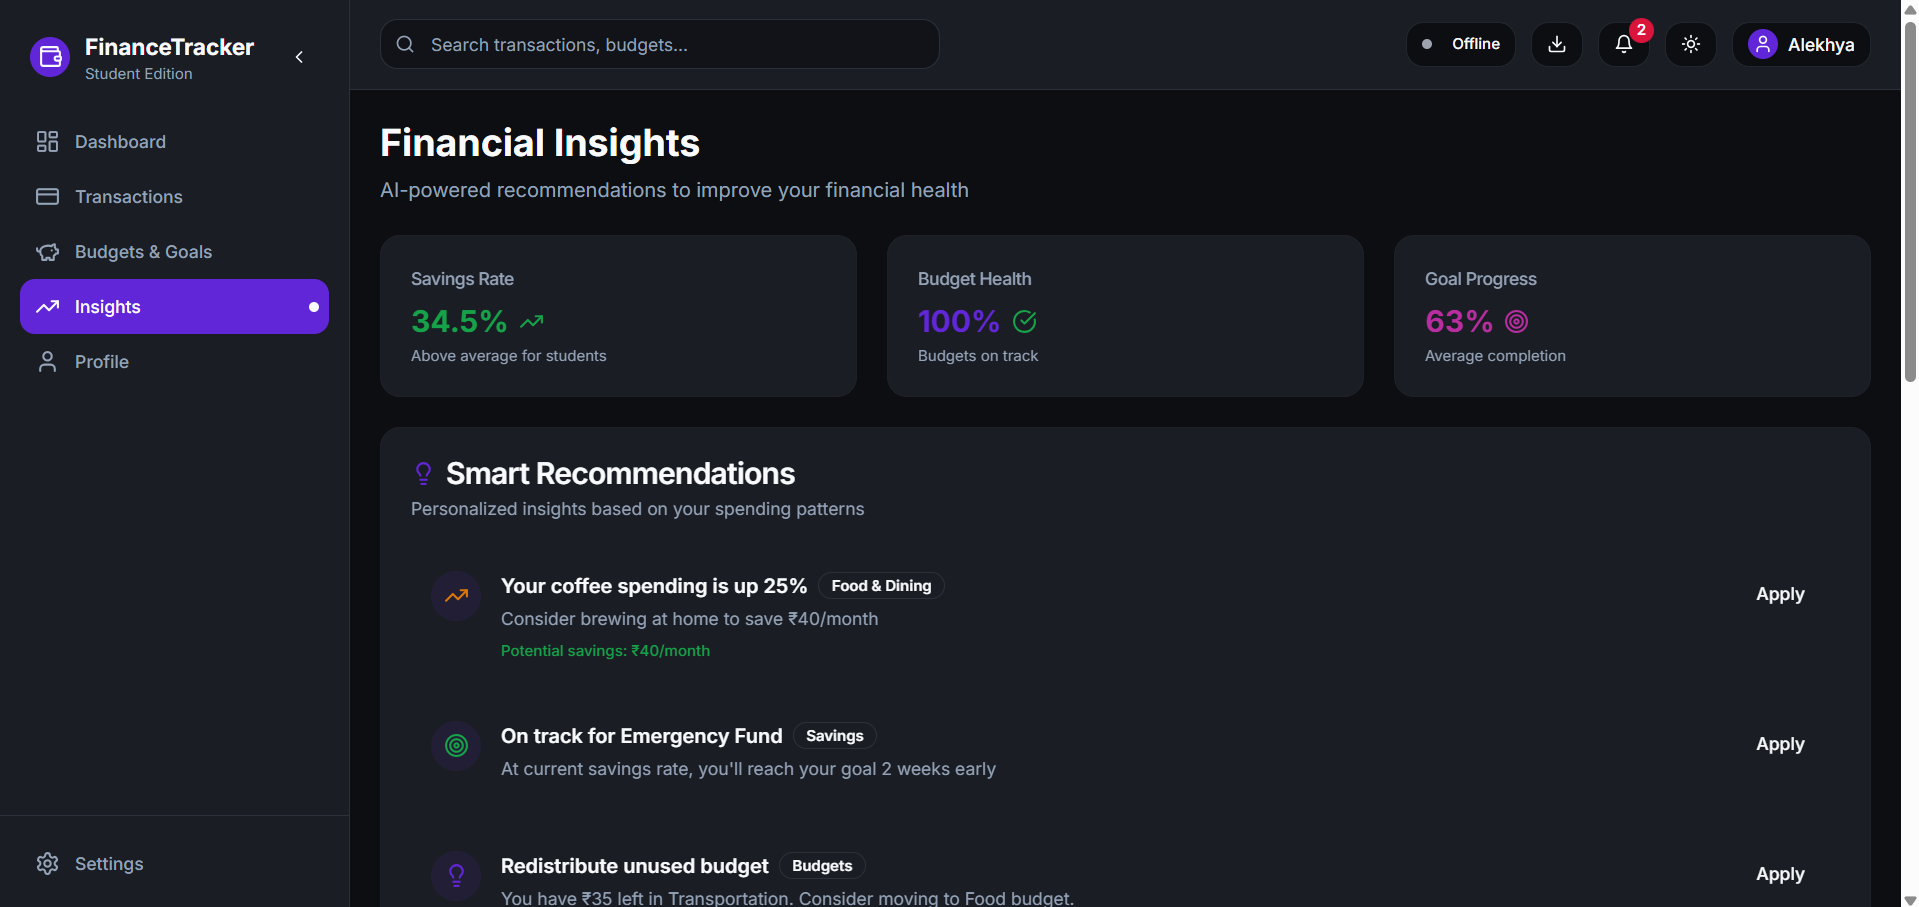 FinanceTracker
Student Edition
Dashboard
Transactions
Budgets & Goals
Insights
Profile
Settings
Search transactions, budgets...
Offline
2
Alekhya
Financial Insights
AI-powered recommendations to improve your financial health
Savings Rate
34.5%
Above average for students
Budget Health
100%
Budgets on track
Goal Progress
63%
Average completion
Smart Recommendations
Personalized insights based on your spending patterns
Your coffee spending is up 25% Food & Dining
Consider brewing at home to save ₹40/month
Potential savings: ₹40/month
Apply
On track for Emergency Fund Savings
At current savings rate, you'll reach your goal 2 weeks early
Apply
Redistribute unused budget Budgets
You have ₹35 left in Transportation. Consider moving to Food budget.
Apply